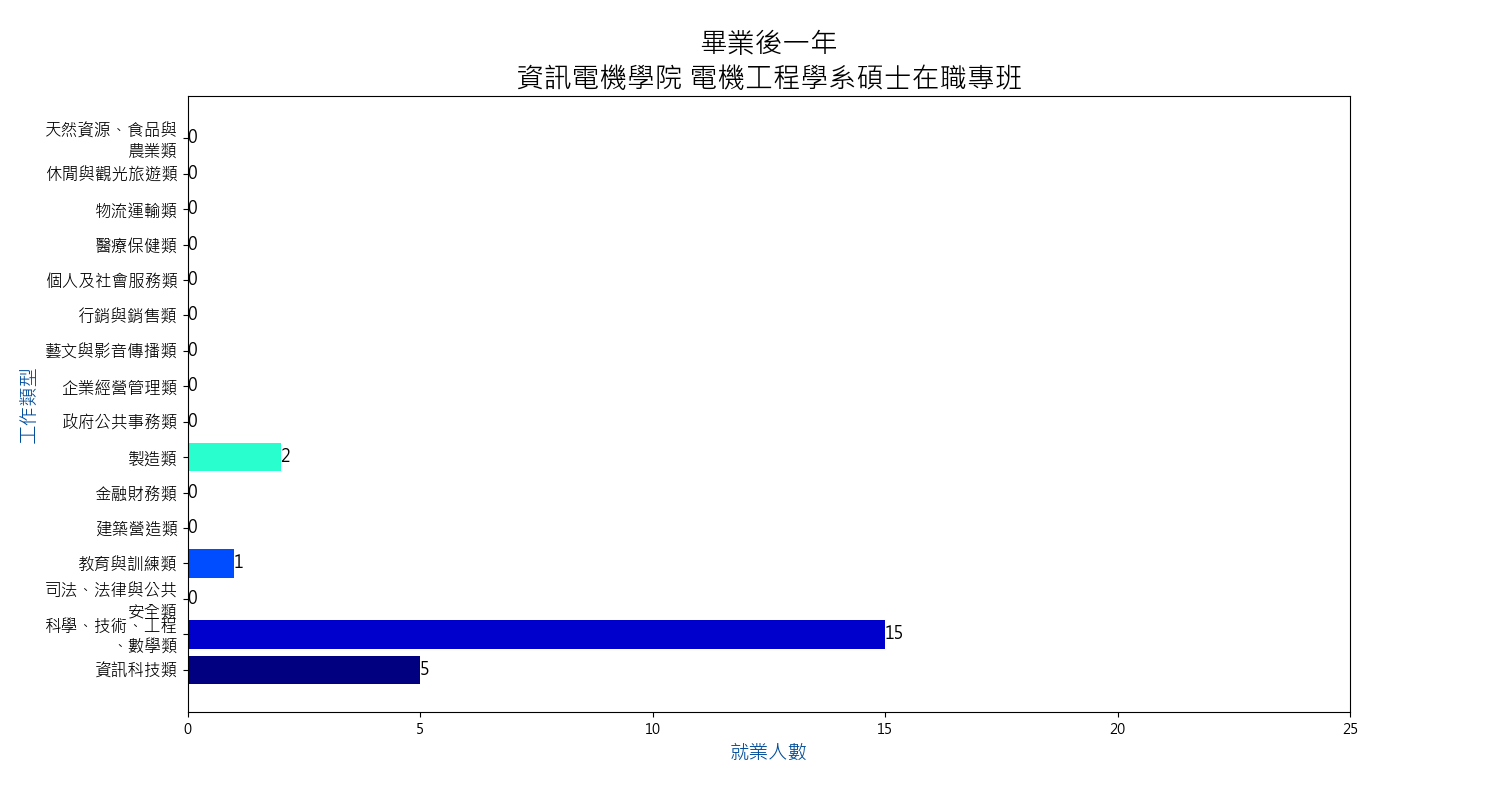 畢業後一年
資訊電機學院 電機工程學系碩士在職專班
天然資源、食品與
農業類
0
休閒與觀光旅遊類
0
物流運輸類
0
醫療保健類
0
個人及社會服務類
0
行銷與銷售類
0
藝文與影音傳播類
0
企業經營管理類
0
政府公共事務類
0
製造類
2
金融財務類
0
建築營造類
0
教育與訓練類
1
司法、法律與公共
安全類
0
科學、技術、工程
、數學類
15
資訊科技類
5
工作類型
0
5
10
15
20
25
就業人數